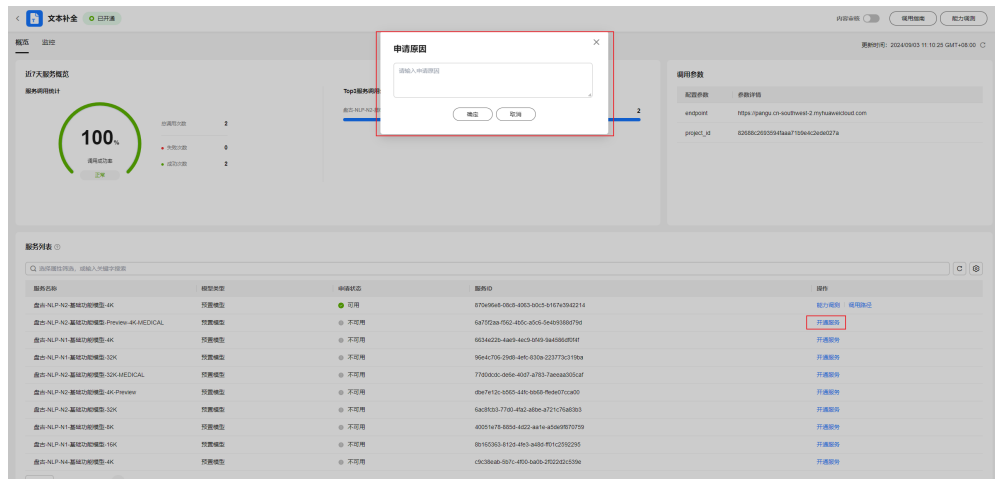 文本补全 已开通 内容审核 调用指南 能力调测
概览 监控 更新时间: 2024/09/03 11:10:25 GMT+08:00
申请原因
请输入申请原因
确定 取消
近7天服务概览
服务调用统计
100%
调用成功率
正常
总调用次数 2
失败次数 0
成功次数 2
Top3服务调用
盘古-NLP-N2-基 2
调用参数
配置参数 参数详情
endpoint https://pangu.cn-southwest-2.myhuaweicloud.com
project_id
服务列表
选择属性筛选，或输入关键字搜索
服务名称 模型类型 申请状态 服务ID 操作
盘古-NLP-N2-基础功能模型-4K 预置模型 可用 870e96e8-08c8-4063-b0c5-b167e3942214 能力调测 调用路径
盘古-NLP-N2-基础功能模型-Preview-4K-MEDICAL 预置模型 不可用 6a75f2aa-f562-4b5c-a5c6-5e4b9388d79d 开通服务
盘古-NLP-N1-基础功能模型-4K 预置模型 不可用 开通服务
盘古-NLP-N1-基础功能模型-32K 预置模型 不可用 96e4c706-29d8-4efc-830a-223773c319ba 开通服务
盘古-NLP-N2-基础功能模型-32K-MEDICAL 预置模型 不可用 77d0dcdc-de6e-40d7-a783-7aeeaa305caf 开通服务
盘古-NLP-N2-基础功能模型-4K-Preview 预置模型 不可用 dbe7e12c-b565-44fc-bb68-ffede07cca00 开通服务
盘古-NLP-N2-基础功能模型-32K 预置模型 不可用 6ac8fcb3-77d0-4fa2-a8be-a721c76a83b3 开通服务
盘古-NLP-N1-基础功能模型-8K 预置模型 不可用 40051e78-885d-4d22-aa1e-a5de9f870759 开通服务
盘古-NLP-N2-基础功能模型-16K 预置模型 不可用 8b165363-812d-4fe3-a48d-ff01c2592295 开通服务
盘古-NLP-N4-基础功能模型-4K 预置模型 不可用 c9c38eab-5b7c-4f00-ba0b-2f022d2c539e 开通服务